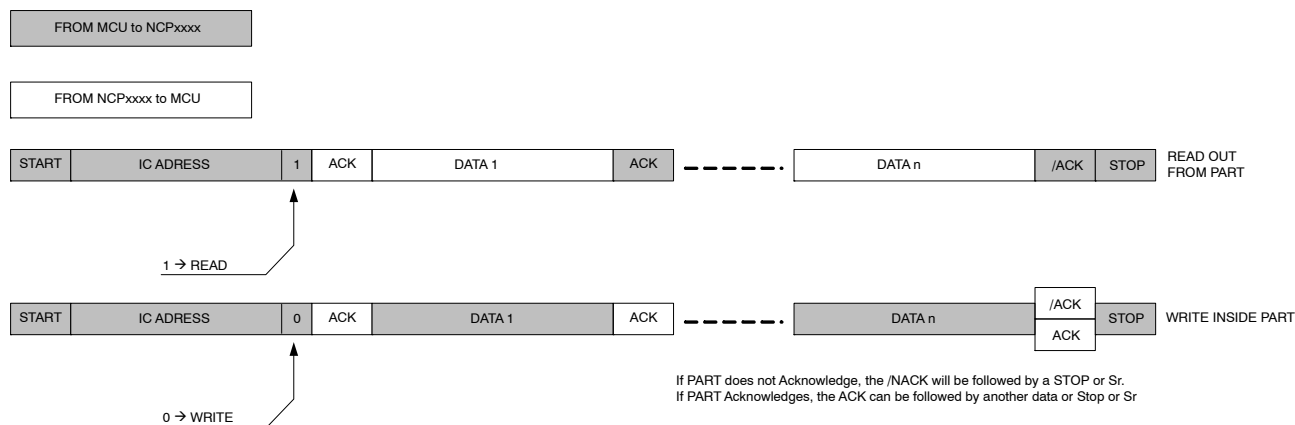 FROM MCU to NCPxxxx
FROM NCPxxxx to MCU
START IC ADRESS 1 ACK DATA 1 ACK DATA n /ACK STOP READ OUT
FROM PART
1 → READ
START IC ADRESS 0 ACK DATA 1 ACK DATA n /ACK STOP WRITE INSIDE PART
ACK
If PART does not Acknowledge, the /NACK will be followed by a STOP or Sr.
If PART Acknowledges, the ACK can be followed by another data or Stop or Sr
0 → WRITE